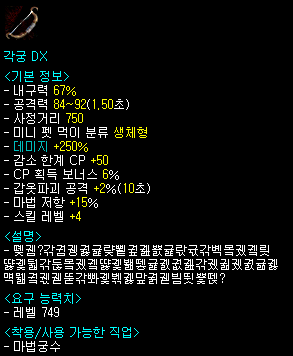 각궁 DX
<기본 정보>
- 내구력 67%
- 공격력 84~92(1,50초)
- 사정거리 750
- 미니 펫 먹이 분류 생체형
- 데미지 +250%
- 감소 한계 CP +50
- CP 획득 보너스 6%
- 갑옷파괴 공격 +2%(10초)
- 마법 저항 +15%
- 스킬 레벨 +4
<설명>
<요구 능력치>
- 레벨 749
<착용/사용 가능한 직업>
- 마법궁수